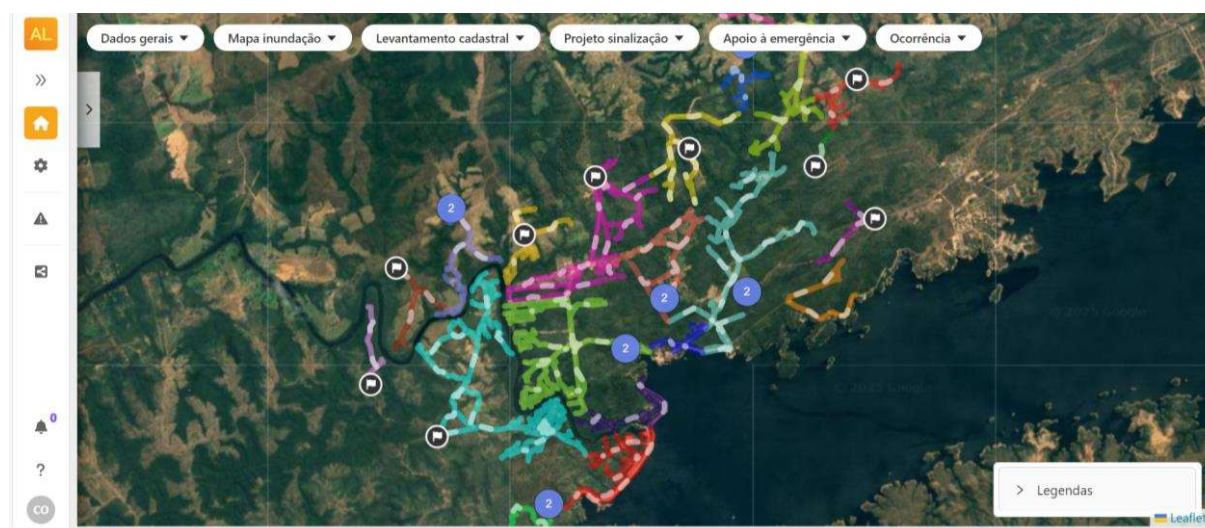 AL
Dados gerais ▼
Mapa inundação ▼
Levantamento cadastral ▼
Projeto sinalização ▼
Apoio à emergência ▼
Ocorrência ▼
2
2
2
2
2
© 2025 Google
© 2025 Google
0
?
CO
> Legendas
Leaflet